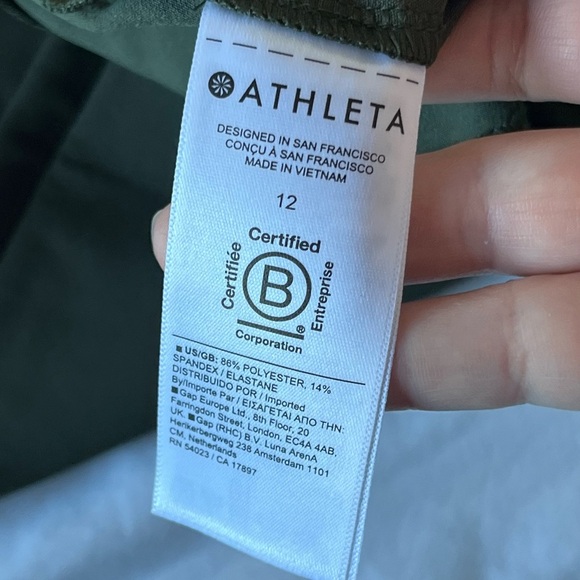 ATHLETA
DESIGNED IN SAN FRANCISCO
CONÇU À SAN FRANCISCO
MADE IN VIETNAM
12
Certified
Certifiée
B
Entreprise
®
Corporation
■ US/GB: 86% POLYESTER, 14%
SPANDEX / ELASTANE
DISTRIBUIDO POR / Imported
By/Importe Par / ΕΙΣΑΓΕΤΑΙ ΑΠΟ ΤΗΝ:
■ Gap Europe Ltd., 8th Floor, 20
Farringdon Street, London, EC4A 4AB,
UK. ■ Gap (RHC) B.V. Luna ArenA
Herikerbergweg 238 Amsterdam 1101
CM, Netherlands
RN 54023 / CA 17897